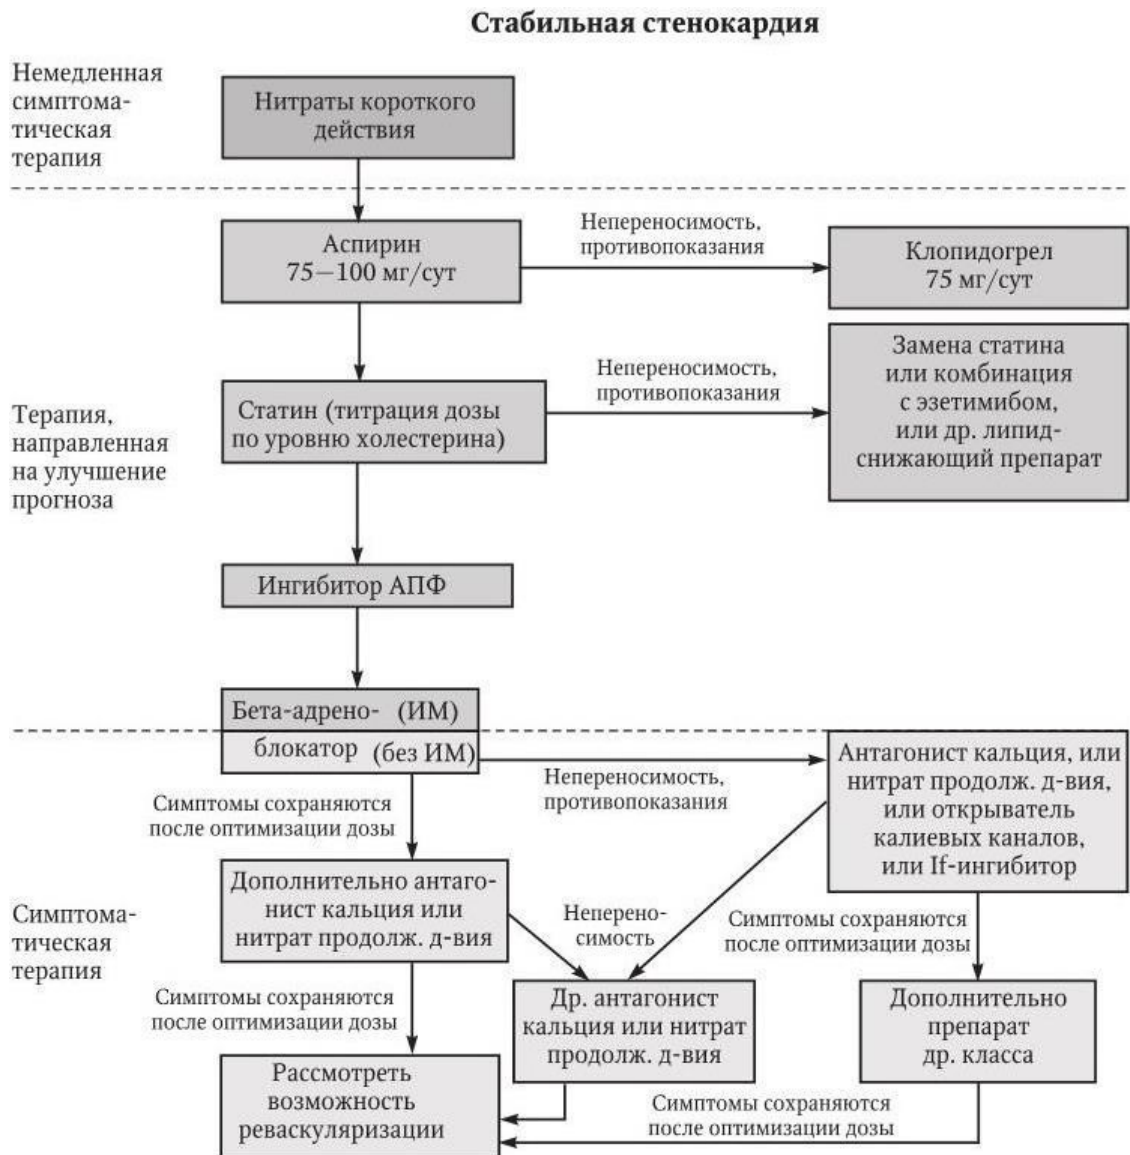 Стабильная стенокардия
Немедленная
симптома-
тическая
терапия
Нитраты короткого
действия
Аспирин
75—100 мг/сут
Непереносимость,
противопоказания
Клопидогрел
75 мг/сут
Терапия,
направленная
на улучшение
прогноза
Статин (титрация дозы
по уровню холестерина)
Непереносимость,
противопоказания
Замена статина
или комбинация
с эзетимибом,
или др. липид-
снижающий препарат
Ингибитор АПФ
Бета-адрено- (ИМ)
блокатор (без ИМ)
Непереносимость,
противопоказания
Антагонист кальция, или
нитрат продолж. д-вия,
или открыватель
калиевых каналов,
или If-ингибитор
Симптомы сохраняются
после оптимизации дозы
Симптома-
тическая
терапия
Дополнительно антаго-
нист кальция или
нитрат продолж. д-вия
Неперено-
симость
Симптомы сохраняются
после оптимизации дозы
Симптомы сохраняются
после оптимизации дозы
Др. антагонист
кальция или нитрат
продолж. д-вия
Дополнительно
препарат
др. класса
Рассмотреть
возможность
реваскуляризации
Симптомы сохраняются
после оптимизации дозы